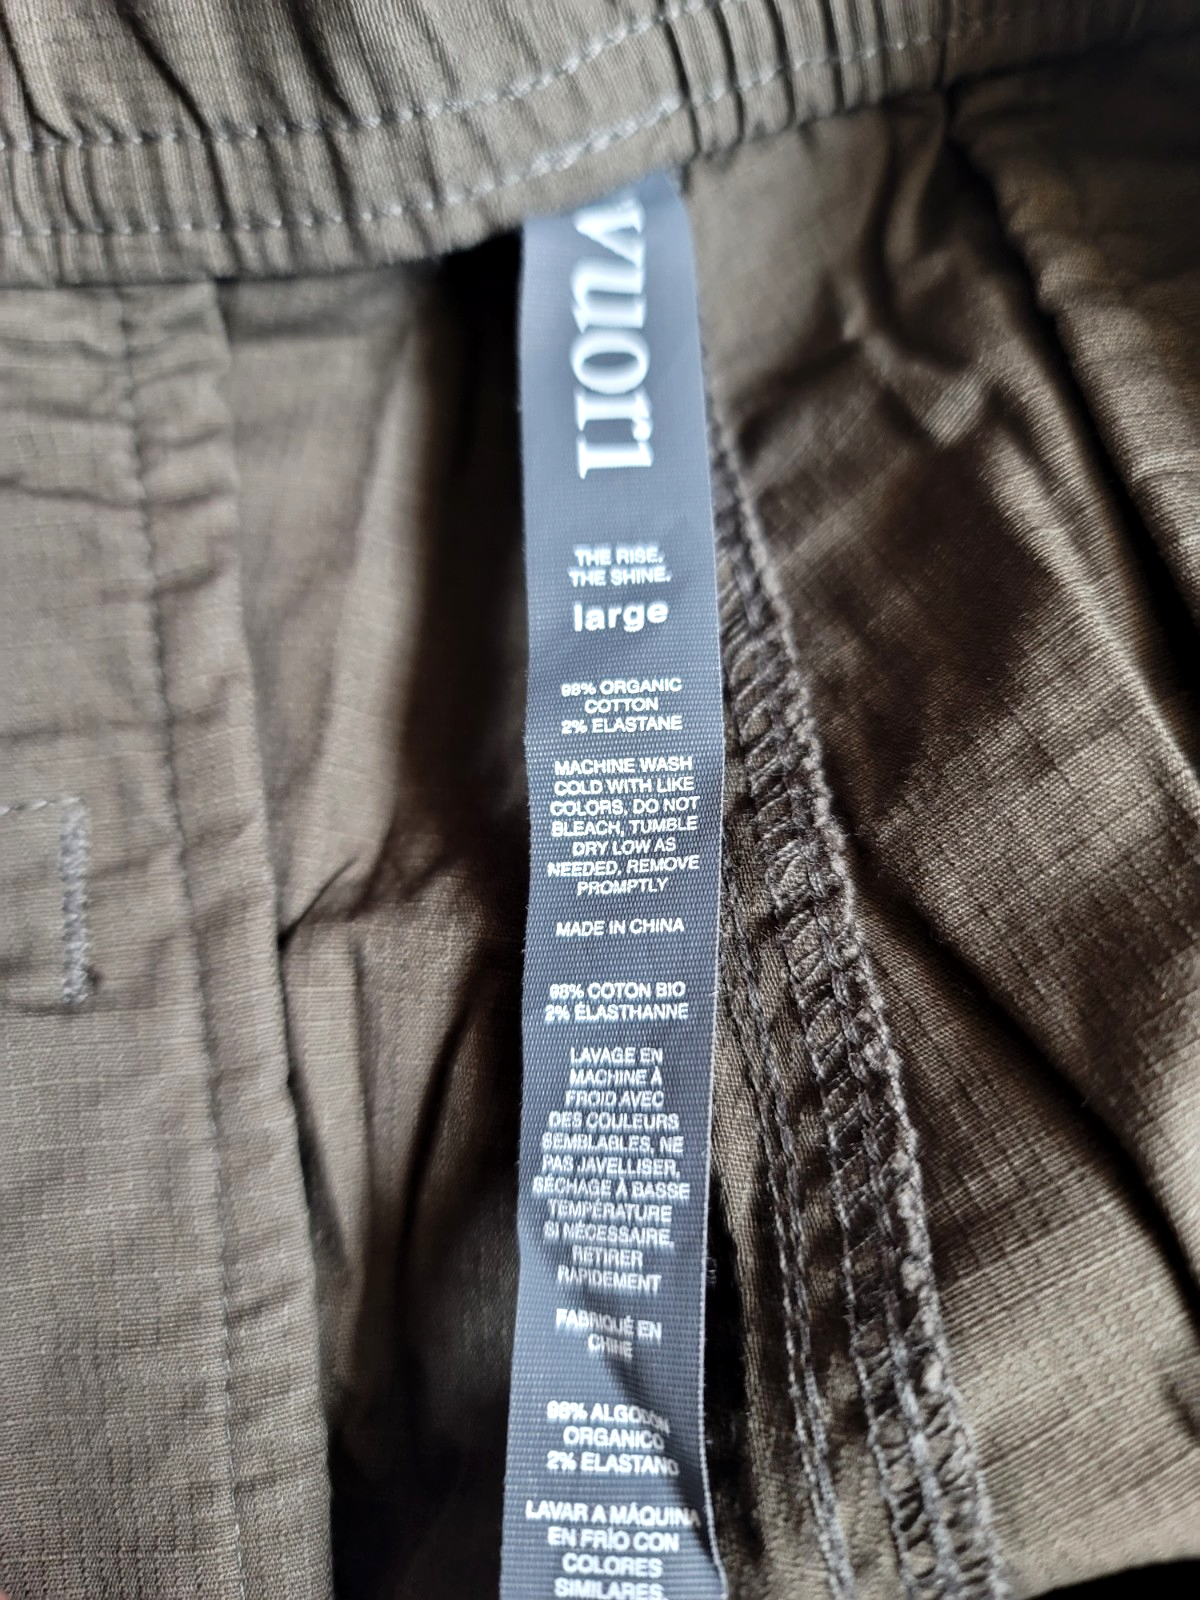 vuori
THE RISE.
THE SHINE.
large
98% ORGANIC
COTTON
2% ELASTANE
MACHINE WASH
COLD WITH LIKE
COLORS, DO NOT
BLEACH, TUMBLE
DRY LOW AS
NEEDED, REMOVE
PROMPTLY
MADE IN CHINA
98% COTON BIO
2% ÉLASTHANNE
LAVAGE EN
MACHINE À
FROID AVEC
DES COULEURS
SEMBLABLES, NE
PAS JAVELLISER,
SÉCHAGE À BASSE
TEMPÉRATURE
SI NÉCESSAIRE,
RETIRER
RAPIDEMENT
FABRIQUÉ EN
CHINE
98% ALGODÓN
ORGANICO
2% ELASTANO
LAVAR A MÁQUINA
EN FRÍO CON
COLORES
SIMILARES,